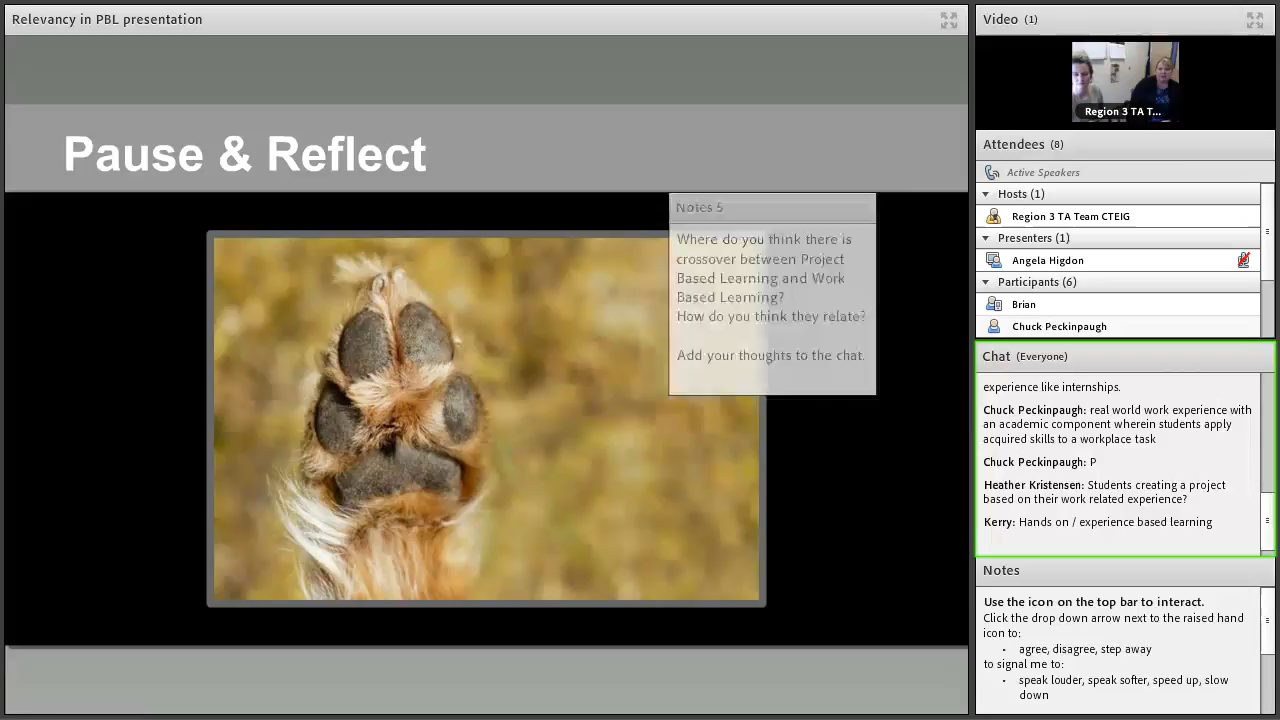 Relevancy in PBL presentation
Pause & Reflect
Notes 5
Where do you think there is
crossover between Project
Based Learning and Work
Based Learning?
How do you think they relate?
Add your thoughts to the chat.
Video (1)
Region 3 TA T...
Attendees (8)
Active Speakers
Hosts (1)
Region 3 TA Team CTEIG
Presenters (1)
Angela Higdon
Participants (6)
Brian
Chuck Peckinpaugh
Chat (Everyone)
experience like internships.
Chuck Peckinpaugh: real world work experience with
an academic component wherein students apply
acquired skills to a workplace task
Chuck Peckinpaugh: P
Heather Kristensen: Students creating a project
based on their work related experience?
Kerry: Hands on / experience based learning
Notes
Use the icon on the top bar to interact.
Click the drop down arrow next to the raised hand
icon to:
• agree, disagree, step away
to signal me to:
• speak louder, speak softer, speed up, slow
down